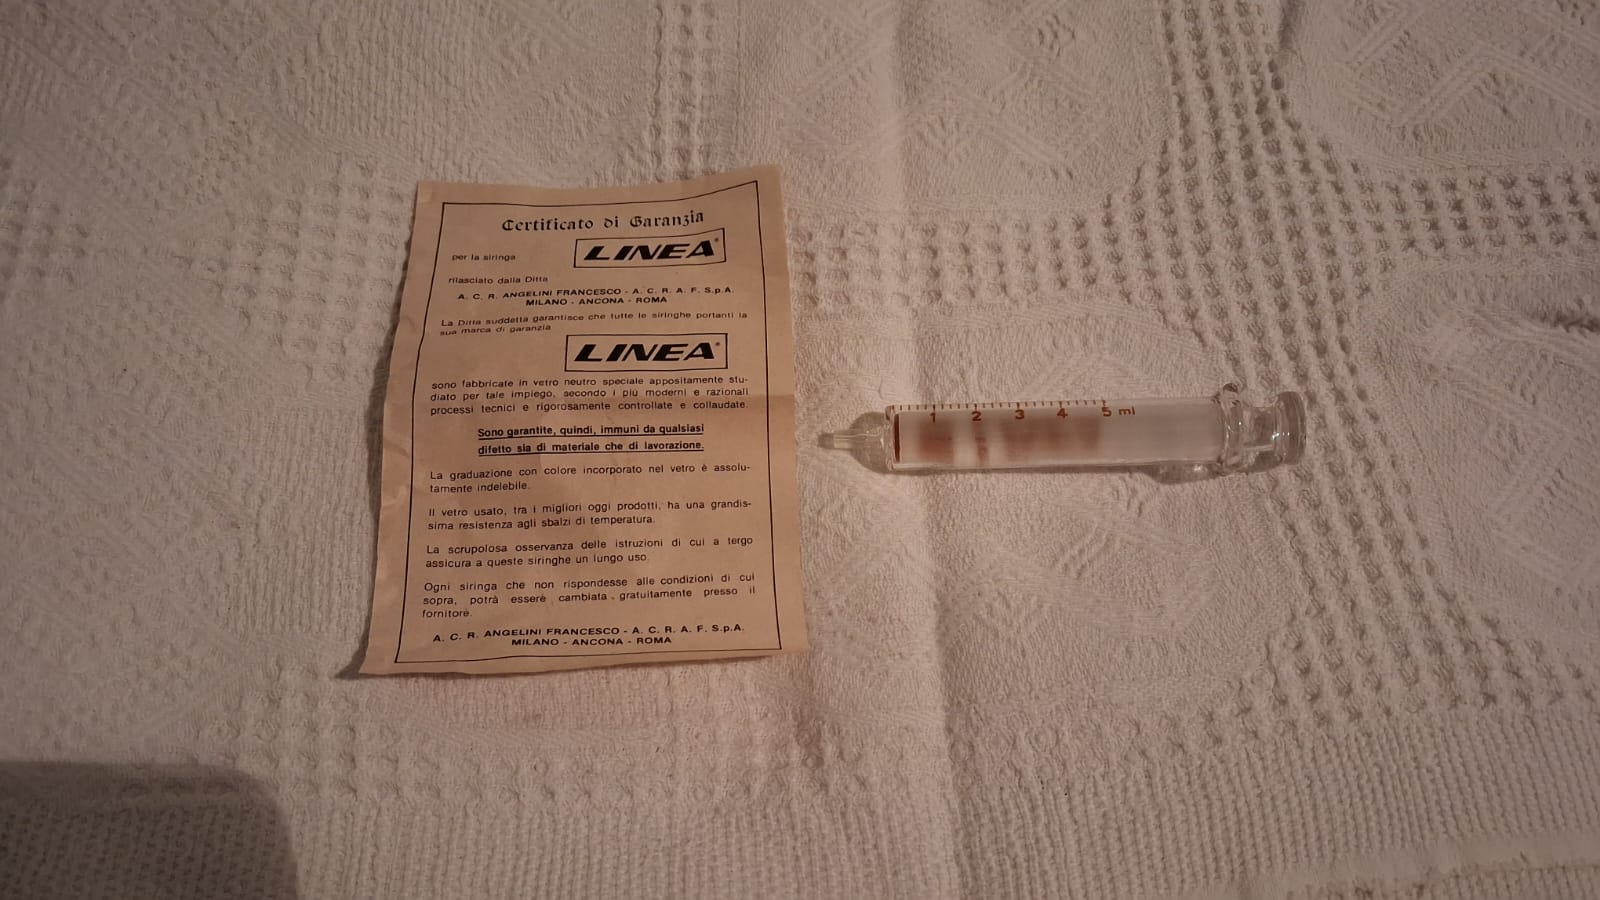 Certificato di Garanzia
per la siringa LINEA®
rilasciato dalla Ditta
A. C. R. ANGELINI FRANCESCO - A. C. R. A. F. S.p.A.
MILANO - ANCONA - ROMA
La Ditta suddetta garantisce che tutte le siringhe portanti la
sua marca di garanzia
LINEA®
sono fabbricate in vetro neutro speciale appositamente stu-
diato per tale impiego, secondo i più moderni e razionali
processi tecnici e rigorosamente controllate e collaudate.
Sono garantite, quindi, immuni da qualsiasi
difetto sia di materiale che di lavorazione.
La graduazione con colore incorporato nel vetro è assolu-
tamente indelebile.
Il vetro usato, tra i migliori oggi prodotti, ha una grandis-
sima resistenza agli sbalzi di temperatura.
La scrupolosa osservanza delle istruzioni di cui a tergo
assicura a queste siringhe un lungo uso.
Ogni siringa che non rispondesse alle condizioni di cui
sopra, potrà essere cambiata gratuitamente presso il
fornitore.
A. C. R. ANGELINI FRANCESCO - A. C. R. A. F. S.p.A.
MILANO - ANCONA - ROMA
1 2 3 4 5 ml